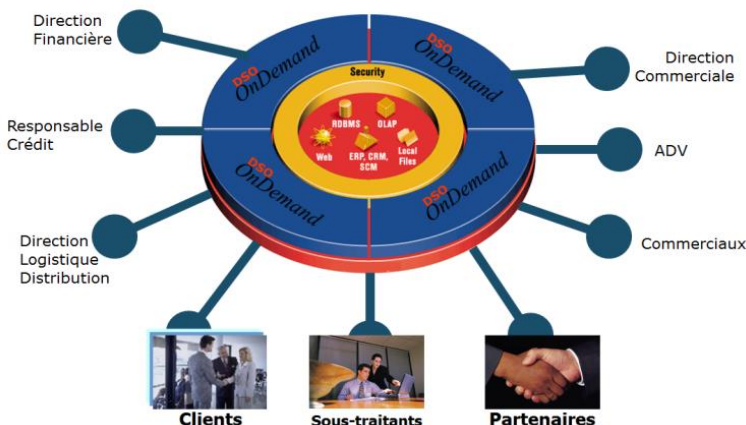 Direction
Financière
Direction
Commerciale
DSO
OnDemand
DSO
OnDemand
Security
RDBMS
OLAP
Web
ERP, CRM,
SCM
Local
Files
Responsable
Crédit
ADV
DSO
OnDemand
DSO
OnDemand
Direction
Logistique
Distribution
Commerciaux
Clients
Sous-traitants
Partenaires